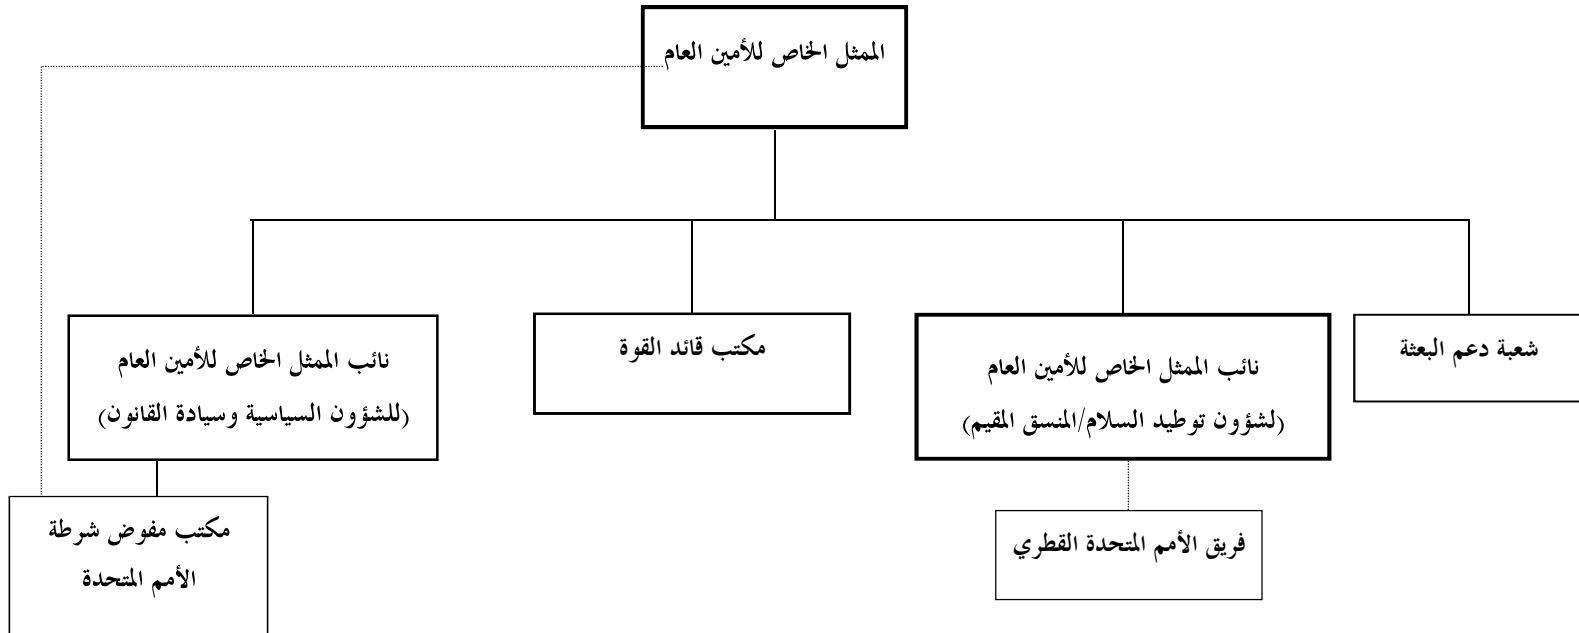 الممثل الخاص للأمين العام
شعبة دعم البعثة
نائب الممثل الخاص للأمين العام
(لشؤون توطيد السلام/المنسق المقيم)
مكتب قائد القوة
نائب الممثل الخاص للأمين العام
(للشؤون السياسية وسيادة القانون)
فريق الأمم المتحدة القطري
مكتب مفوض شرطة
الأمم المتحدة